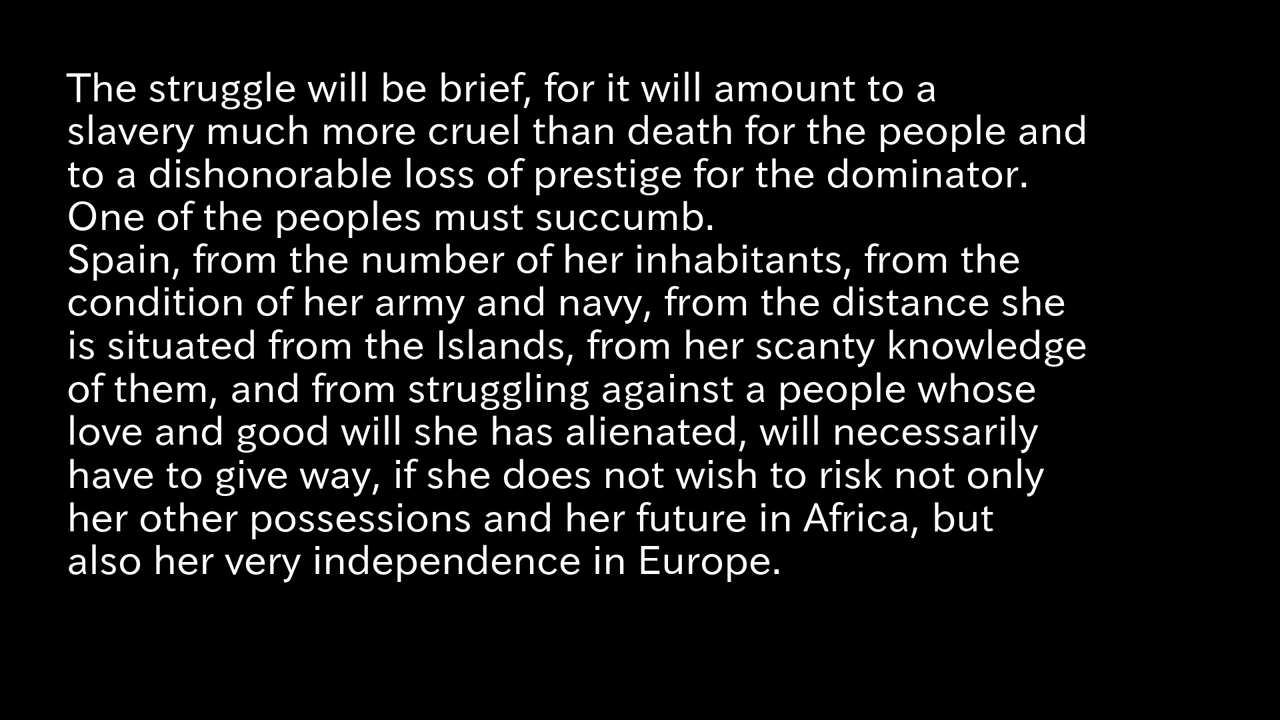 The struggle will be brief, for it will amount to a
slavery much more cruel than death for the people and
to a dishonorable loss of prestige for the dominator.
One of the peoples must succumb.
Spain, from the number of her inhabitants, from the
condition of her army and navy, from the distance she
is situated from the Islands, from her scanty knowledge
of them, and from struggling against a people whose
love and good will she has alienated, will necessarily
have to give way, if she does not wish to risk not only
her other possessions and her future in Africa, but
also her very independence in Europe.